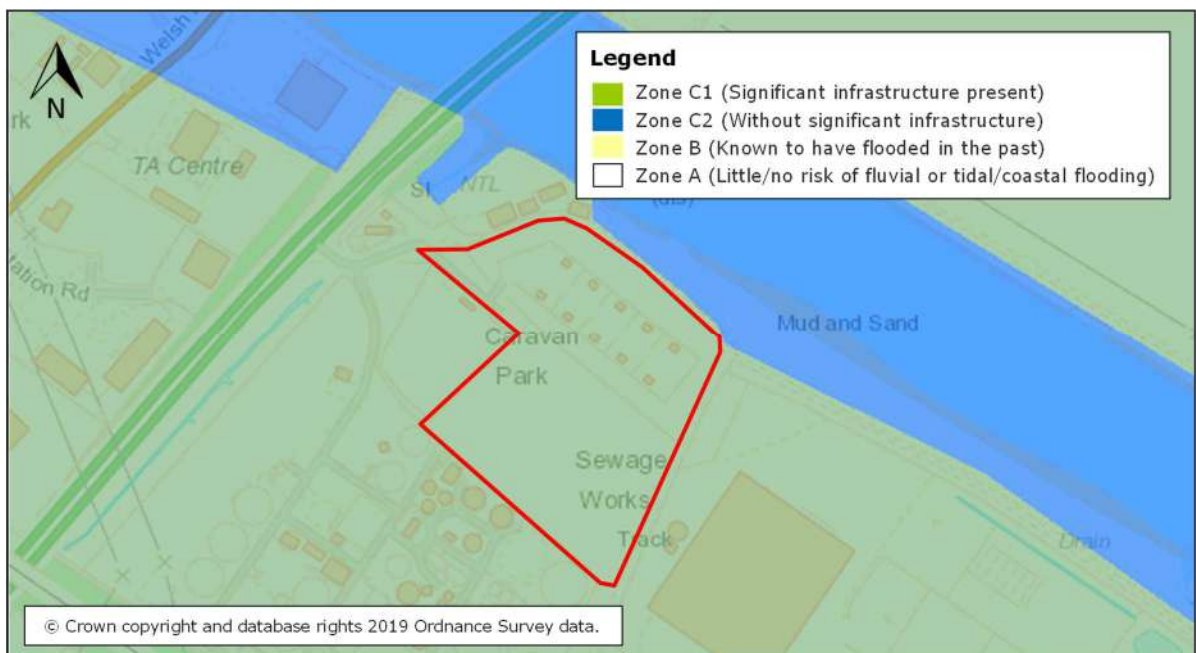 Legend
Zone C1 (Significant infrastructure present)
Zone C2 (Without significant infrastructure)
Zone B (Known to have flooded in the past)
Zone A (Little/no risk of fluvial or tidal/coastal flooding)
N
Welsh
rk
TA Centre
Sl
NTL
ation Rd
Mud and Sand
Caravan
Park
Sewage
Works
Track
Drain
© Crown copyright and database rights 2019 Ordnance Survey data.